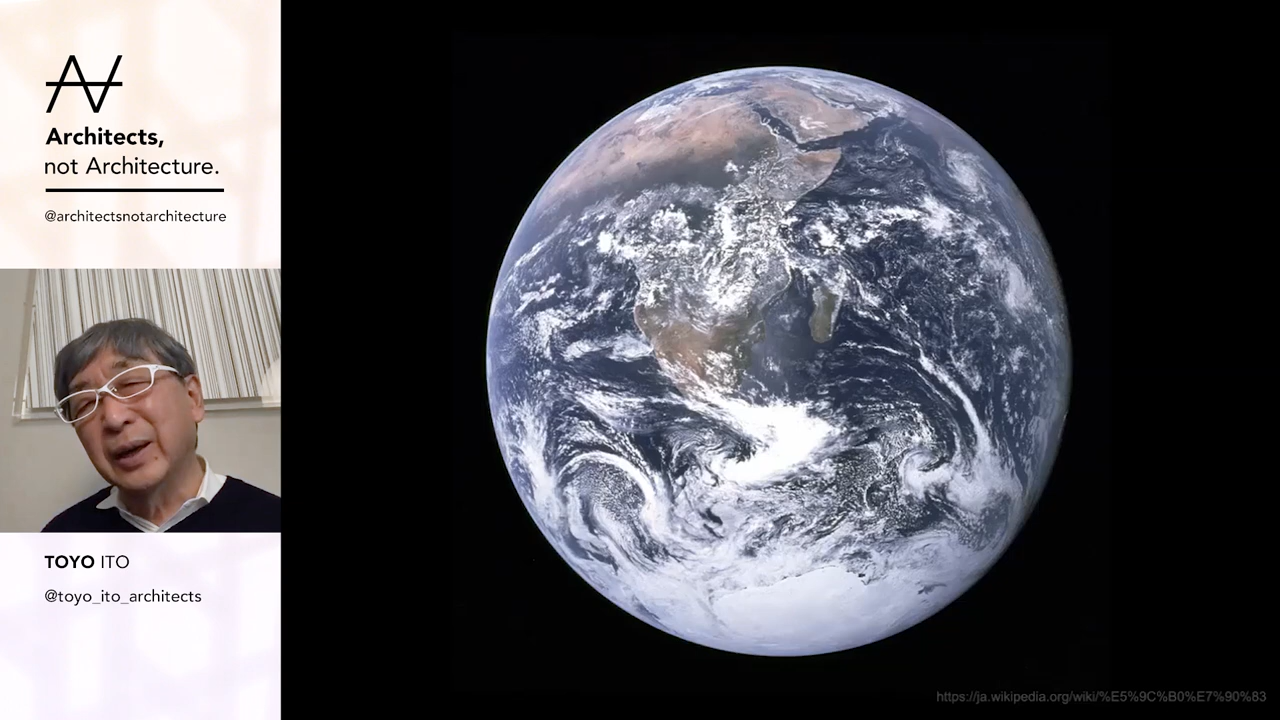 Architects,
not Architecture.
@architectsnotarchitecture
TOYO ITO
@toyo_ito_architects
https://ja.wikipedia.org/wiki/%E5%9C%B0%E7%90%83